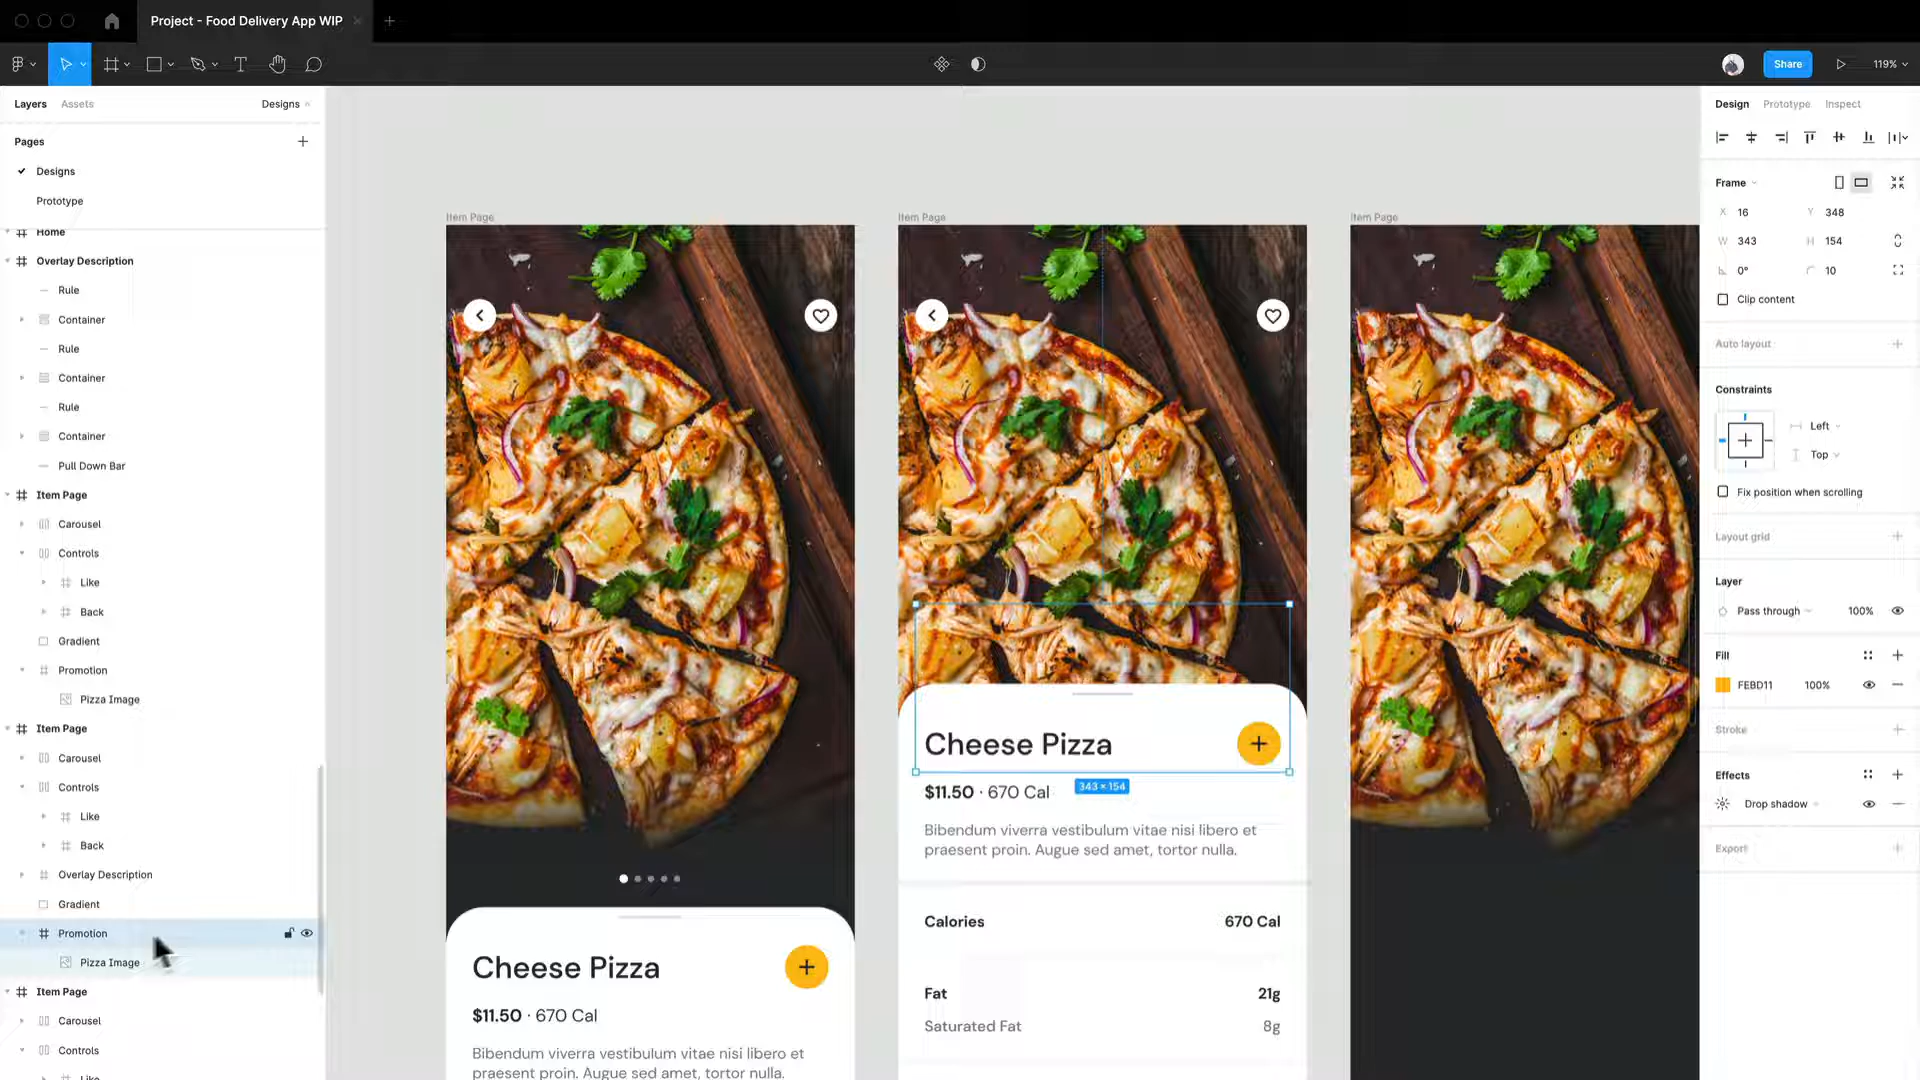 Project - Food Delivery App WIP
Share
119%
Layers
Assets
Designs
Pages
Designs
Prototype
Home
Overlay Description
Rule
Container
Rule
Container
Rule
Container
Pull Down Bar
Item Page
Carousel
Controls
Like
Back
Gradient
Promotion
Pizza Image
Item Page
Carousel
Controls
Like
Back
Overlay Description
Gradient
Promotion
Pizza Image
Item Page
Carousel
Controls
Like
Item Page
Cheese Pizza
$11.50 · 670 Cal
Bibendum viverra vestibulum vitae nisi libero et
praesent proin. Augue sed amet, tortor nulla.
Item Page
Cheese Pizza
343 × 154
$11.50 · 670 Cal
Bibendum viverra vestibulum vitae nisi libero et
praesent proin. Augue sed amet, tortor nulla.
Calories 670 Cal
Fat 21g
Saturated Fat 8g
Item Page
Design
Prototype
Inspect
Frame
X 16 Y 348
W 343 H 154
0° 10
Clip content
Auto layout
Constraints
Left
Top
Fix position when scrolling
Layout grid
Layer
Pass through 100%
Fill
FEBD11 100%
Stroke
Effects
Drop shadow
Export